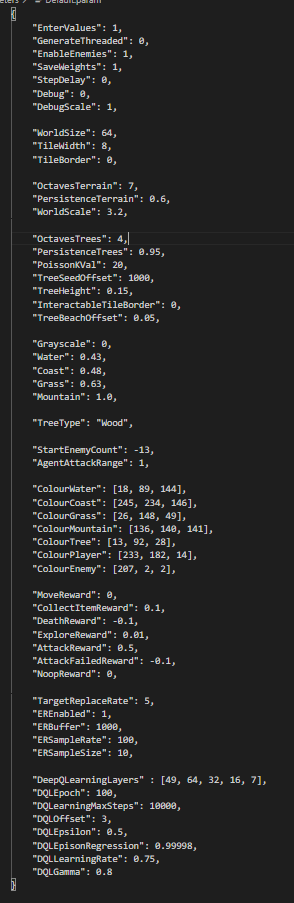 Default.param
{
"EnterValues": 1,
"GenerateThreaded": 0,
"EnableEnemies": 1,
"SaveWeights": 1,
"StepDelay": 0,
"Debug": 0,
"DebugScale": 1,
"WorldSize": 64,
"TileWidth": 8,
"TileBorder": 0,
"OctavesTerrain": 7,
"PersistenceTerrain": 0.6,
"WorldScale": 3.2,
"OctavesTrees": 4,
"PersistenceTrees": 0.95,
"PoissonKVal": 20,
"TreeSeedOffset": 1000,
"TreeHeight": 0.15,
"InteractableTileBorder": 0,
"TreeBeachOffset": 0.05,
"Grayscale": 0,
"Water": 0.43,
"Coast": 0.48,
"Grass": 0.63,
"Mountain": 1.0,
"TreeType": "Wood",
"StartEnemyCount": -13,
"AgentAttackRange": 1,
"ColourWater": [18, 89, 144],
"ColourCoast": [245, 234, 146],
"ColourGrass": [26, 148, 49],
"ColourMountain": [136, 140, 141],
"ColourTree": [13, 92, 28],
"ColourPlayer": [233, 182, 14],
"ColourEnemy": [207, 2, 2],
"MoveReward": 0,
"CollectItemReward": 0.1,
"DeathReward": -0.1,
"ExploreReward": 0.01,
"AttackReward": 0.5,
"AttackFailedReward": -0.1,
"NoopReward": 0,
"TargetReplaceRate": 5,
"EREnabled": 1,
"ERBuffer": 1000,
"ERSampleRate": 100,
"ERSampleSize": 10,
"DeepQLearningLayers" : [49, 64, 32, 16, 7],
"DQLEpoch": 100,
"DQLearningMaxSteps": 10000,
"DQLOffset": 3,
"DQLEpsilon": 0.5,
"DQLEpisonRegression": 0.99998,
"DQLLearningRate": 0.75,
"DQLGamma": 0.8
}